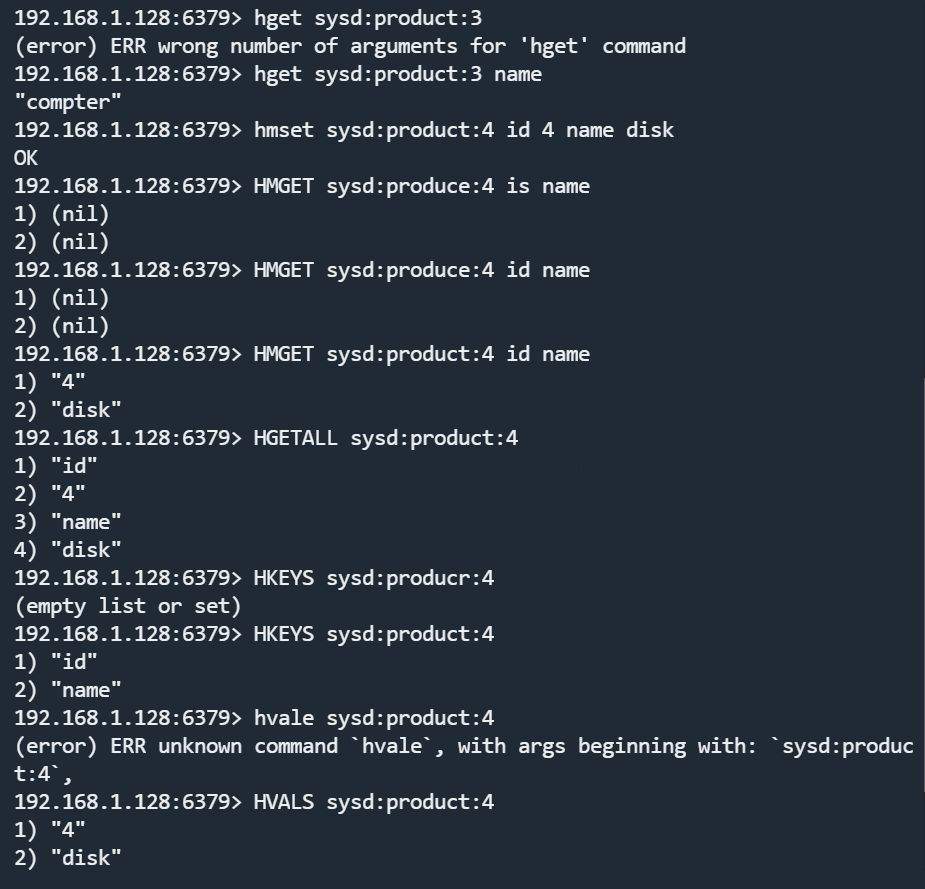 192.168.1.128:6379> hget sysd:product:3
(error) ERR wrong number of arguments for 'hget' command
192.168.1.128:6379> hget sysd:product:3 name
"compter"
192.168.1.128:6379> hmset sysd:product:4 id 4 name disk
OK
192.168.1.128:6379> HMGET sysd:produce:4 is name
1) (nil)
2) (nil)
192.168.1.128:6379> HMGET sysd:produce:4 id name
1) (nil)
2) (nil)
192.168.1.128:6379> HMGET sysd:product:4 id name
1) "4"
2) "disk"
192.168.1.128:6379> HGETALL sysd:product:4
1) "id"
2) "4"
3) "name"
4) "disk"
192.168.1.128:6379> HKEYS sysd:producr:4
(empty list or set)
192.168.1.128:6379> HKEYS sysd:product:4
1) "id"
2) "name"
192.168.1.128:6379> hvale sysd:product:4
(error) ERR unknown command `hvale`, with args beginning with: `sysd:produc
t:4`,
192.168.1.128:6379> HVALS sysd:product:4
1) "4"
2) "disk"